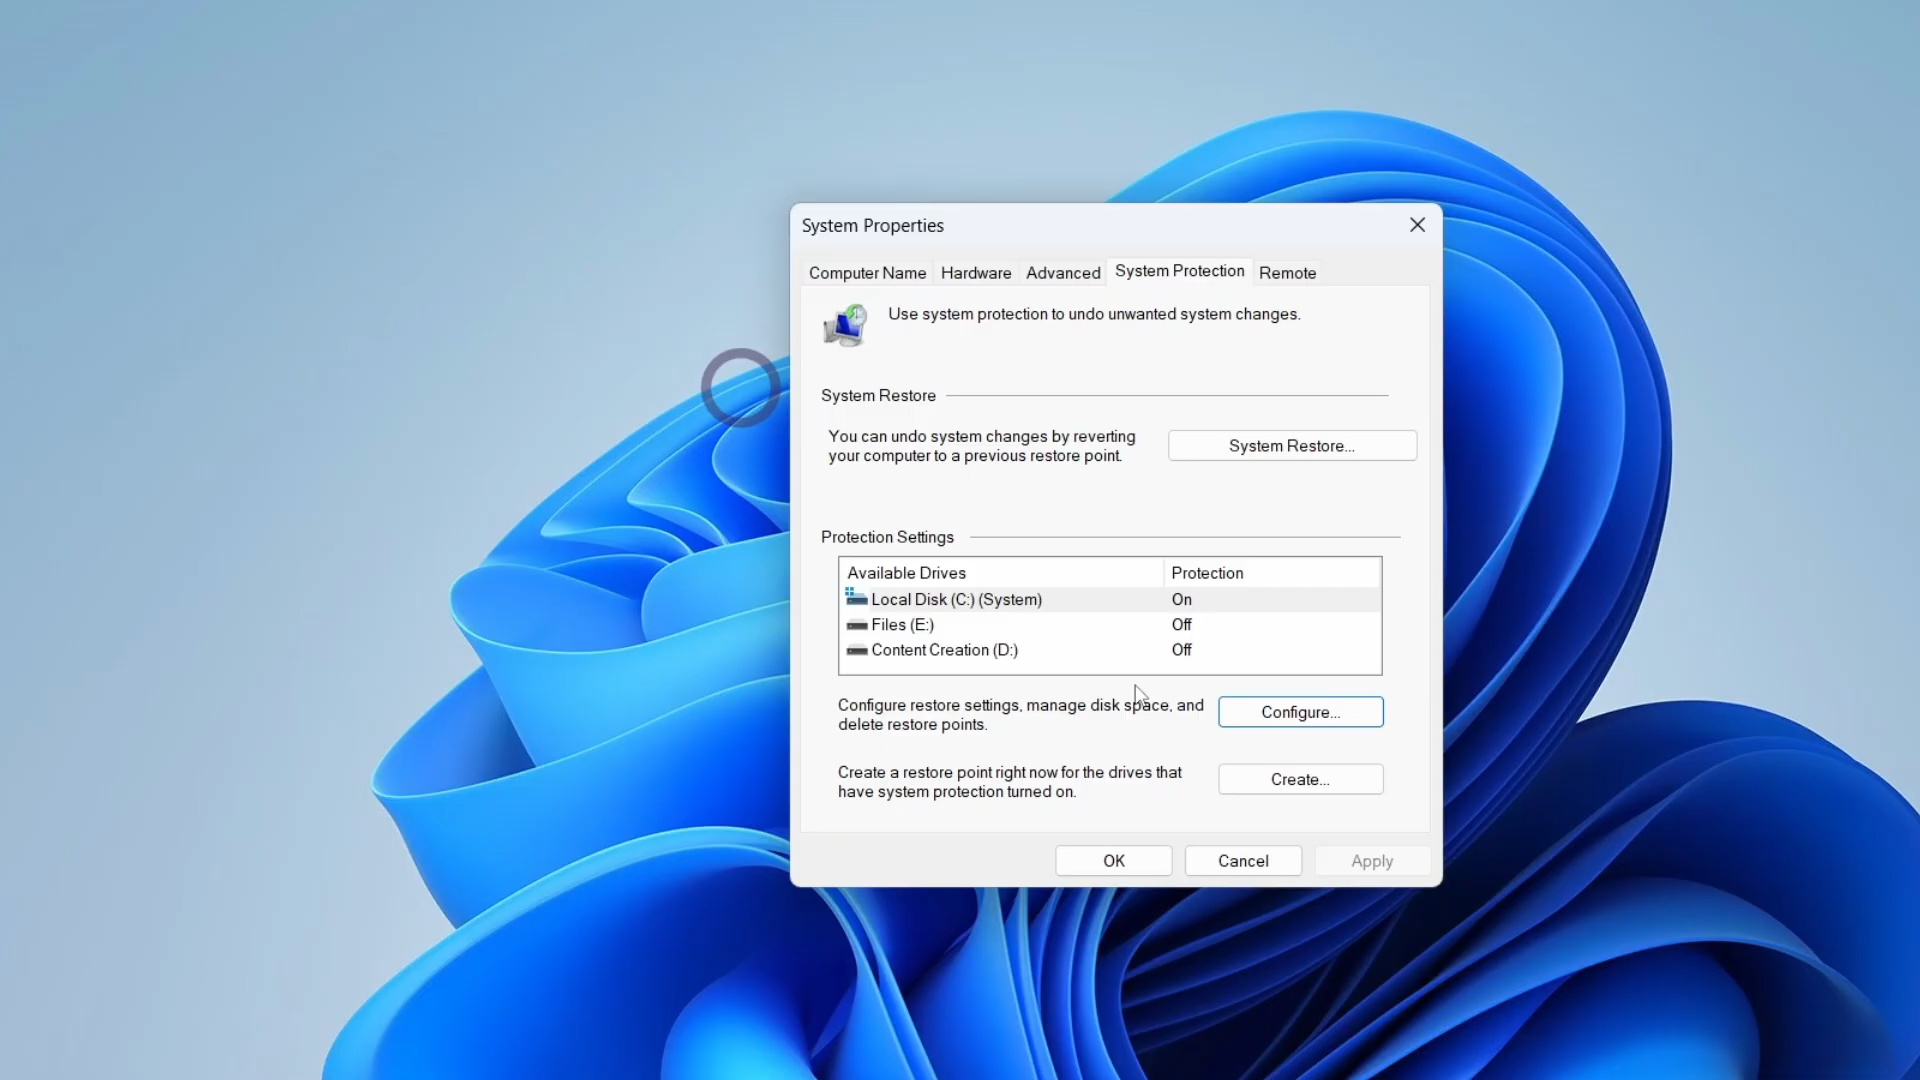 System Properties
Computer Name Hardware Advanced System Protection Remote
Use system protection to undo unwanted system changes.
System Restore
You can undo system changes by reverting
your computer to a previous restore point.
System Restore...
Protection Settings
Available Drives Protection
Local Disk (C:) (System) On
Files (E:) Off
Content Creation (D:) Off
Configure restore settings, manage disk space, and
delete restore points.
Configure...
Create a restore point right now for the drives that
have system protection turned on.
Create...
OK Cancel Apply